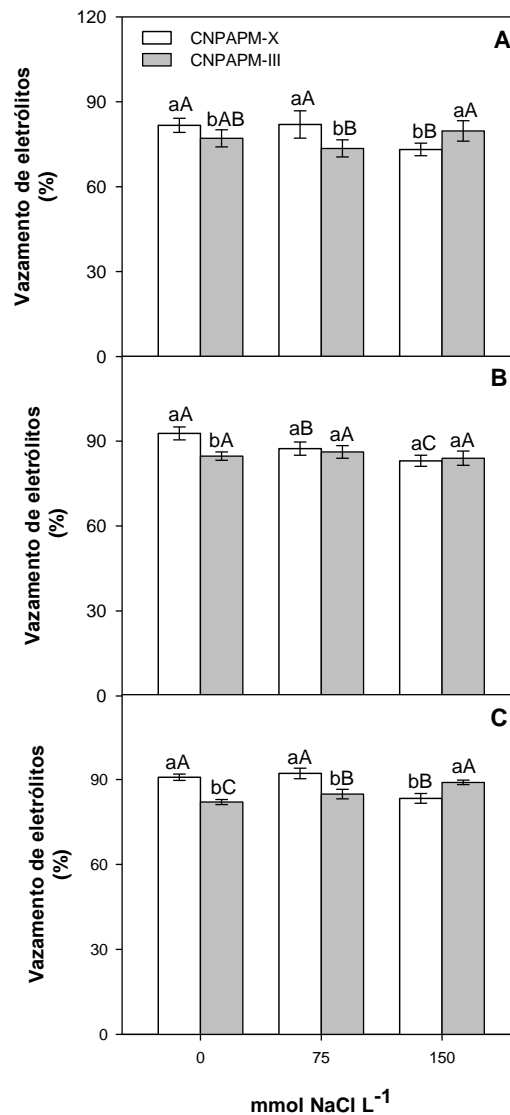 120
CNPAPM-X
CNPAPM-III
A
aA
bAB
aA
bB
bB
aA
90
60
30
0
Vazamento de eletrólitos
(%)
B
aA
bA
aB
aA
aC
aA
90
60
30
0
Vazamento de eletrólitos
(%)
C
aA
bC
aA
bB
bB
aA
90
60
30
0
Vazamento de eletrólitos
(%)
0 75 150
mmol NaCl L-1